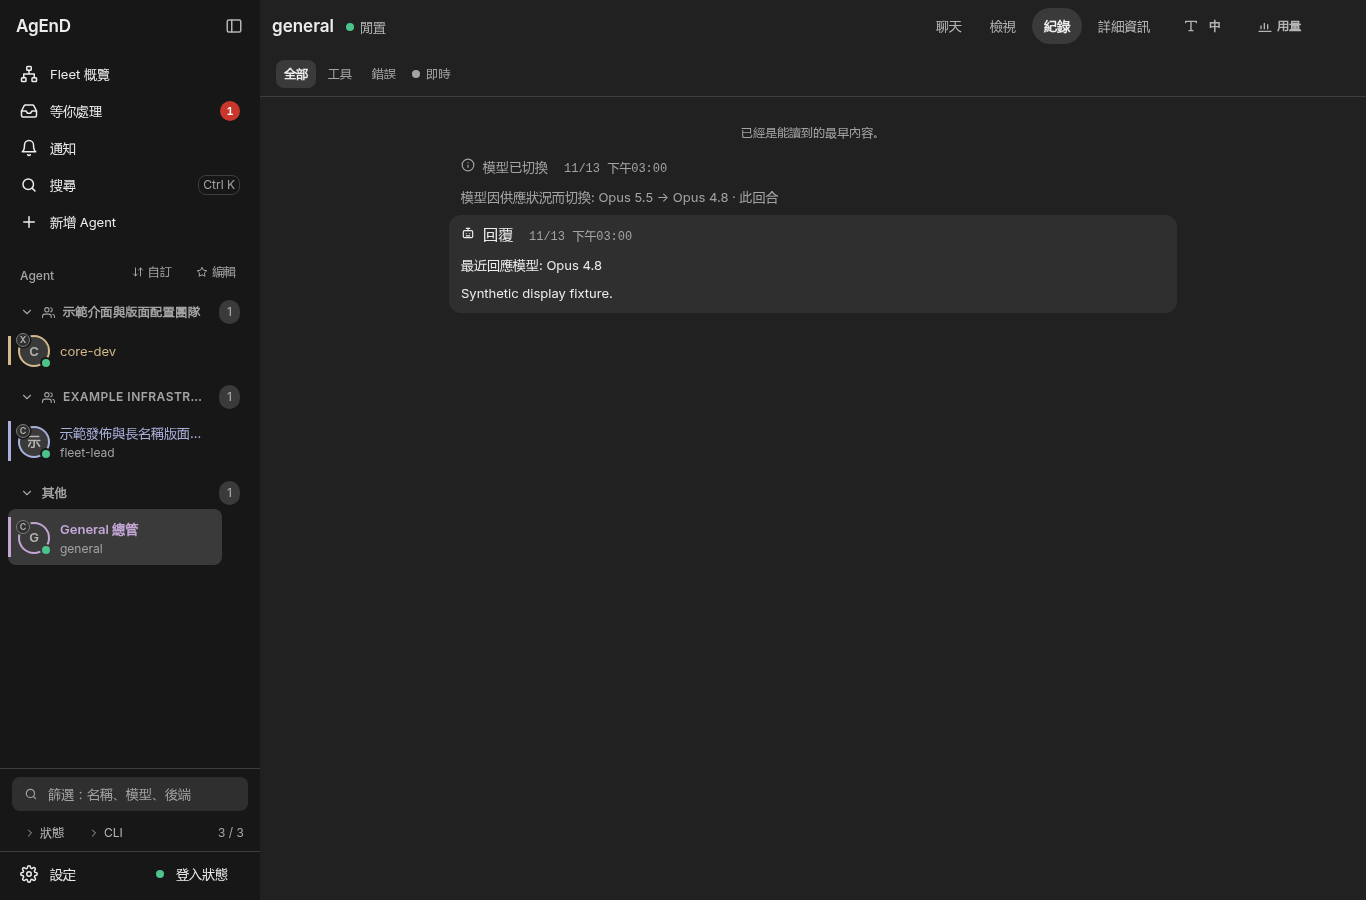 AgEnD
Fleet 概覽
等你處理 1
通知
搜尋 Ctrl K
新增 Agent
Agent 自訂 編輯
示範介面與版面配置團隊 1
X C core-dev
EXAMPLE INFRASTR... 1
C 示 示範發佈與長名稱版面...
fleet-lead
其他 1
C G General 總管
general
篩選：名稱、模型、後端
狀態 CLI 3 / 3
設定 登入狀態
general 閒置 聊天 檢視 紀錄 詳細資訊 T 中 用量
全部 工具 錯誤 即時
已經是能讀到的最早內容。
模型已切換 11/13 下午03:00
模型因供應狀況而切換: Opus 5.5 → Opus 4.8 · 此回合
回覆 11/13 下午03:00
最近回應模型: Opus 4.8
Synthetic display fixture.